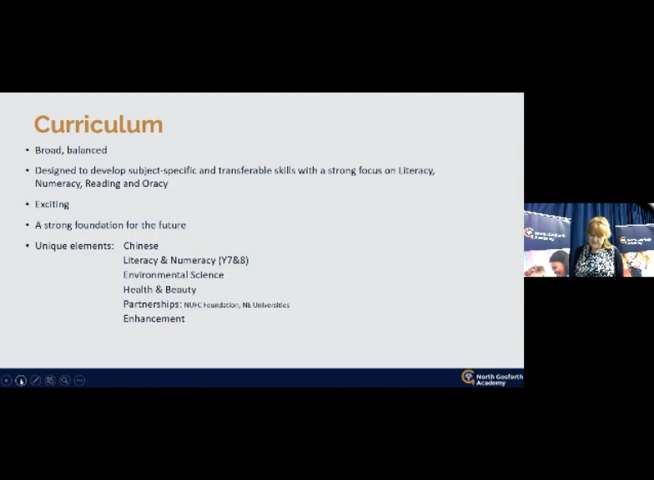 Curriculum
• Broad, balanced
• Designed to develop subject-specific and transferable skills with a strong focus on Literacy,
Numeracy, Reading and Oracy
• Exciting
• A strong foundation for the future
• Unique elements: Chinese
Literacy & Numeracy (Y7&8)
Environmental Science
Health & Beauty
Partnerships: NUFC Foundation; NE Universities
Enhancement
North Gosforth
Academy